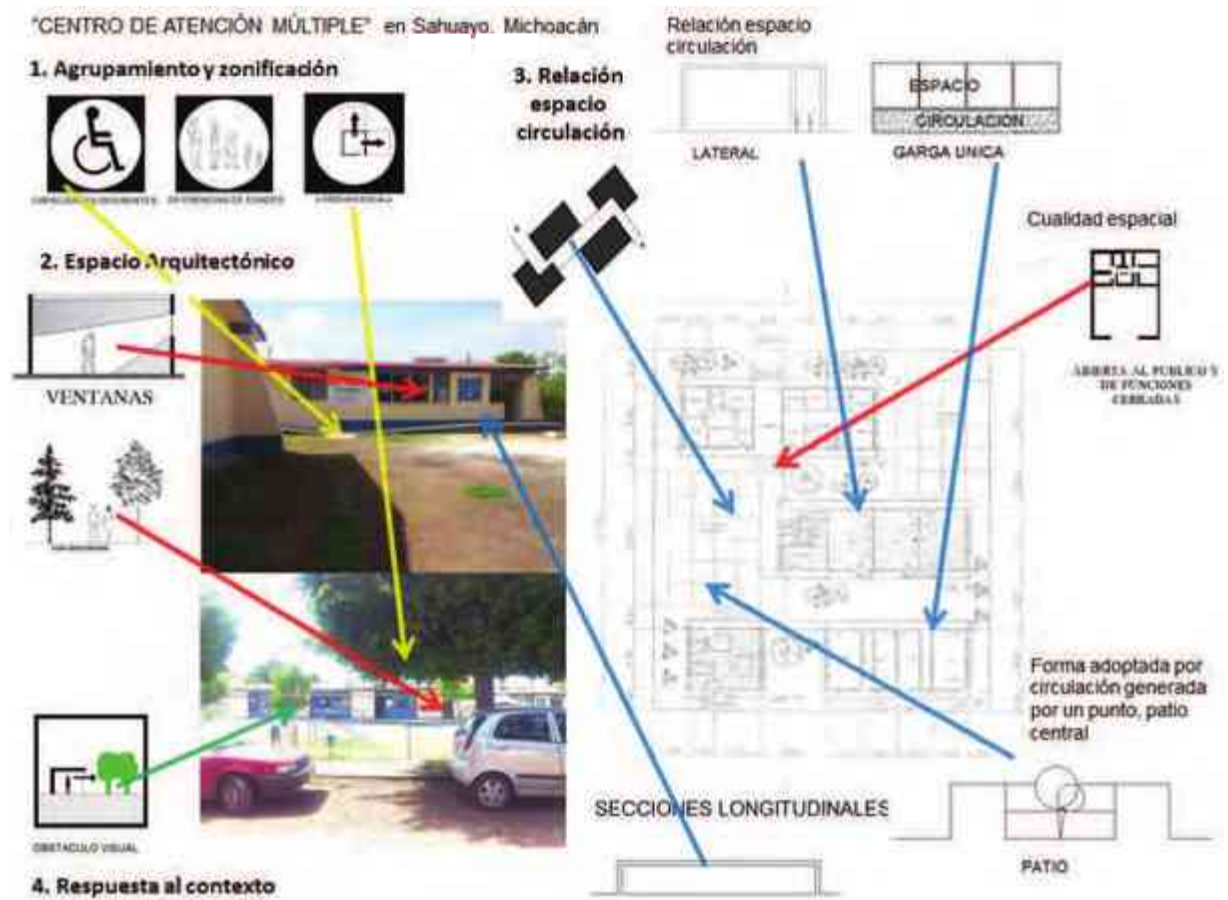 "CENTRO DE ATENCIÓN MÚLTIPLE" en Sahuayo. Michoacán
1. Agrupamiento y zonificación
2. Espacio Arquitectónico
VENTANAS
OBSTACULO VISUAL
4. Respuesta al contexto
3. Relación
espacio
circulación
Relación espacio
circulación
LATERAL
ESPACIO
CIRCULACION
GARGA UNICA
Cualidad espacial
ABIERTA AL PUBLICO Y
DE FUNCIONES
CERRADAS
Forma adoptada por
circulación generada
por un punto, patio
central
SECCIONES LONGITUDINALES
PATIO